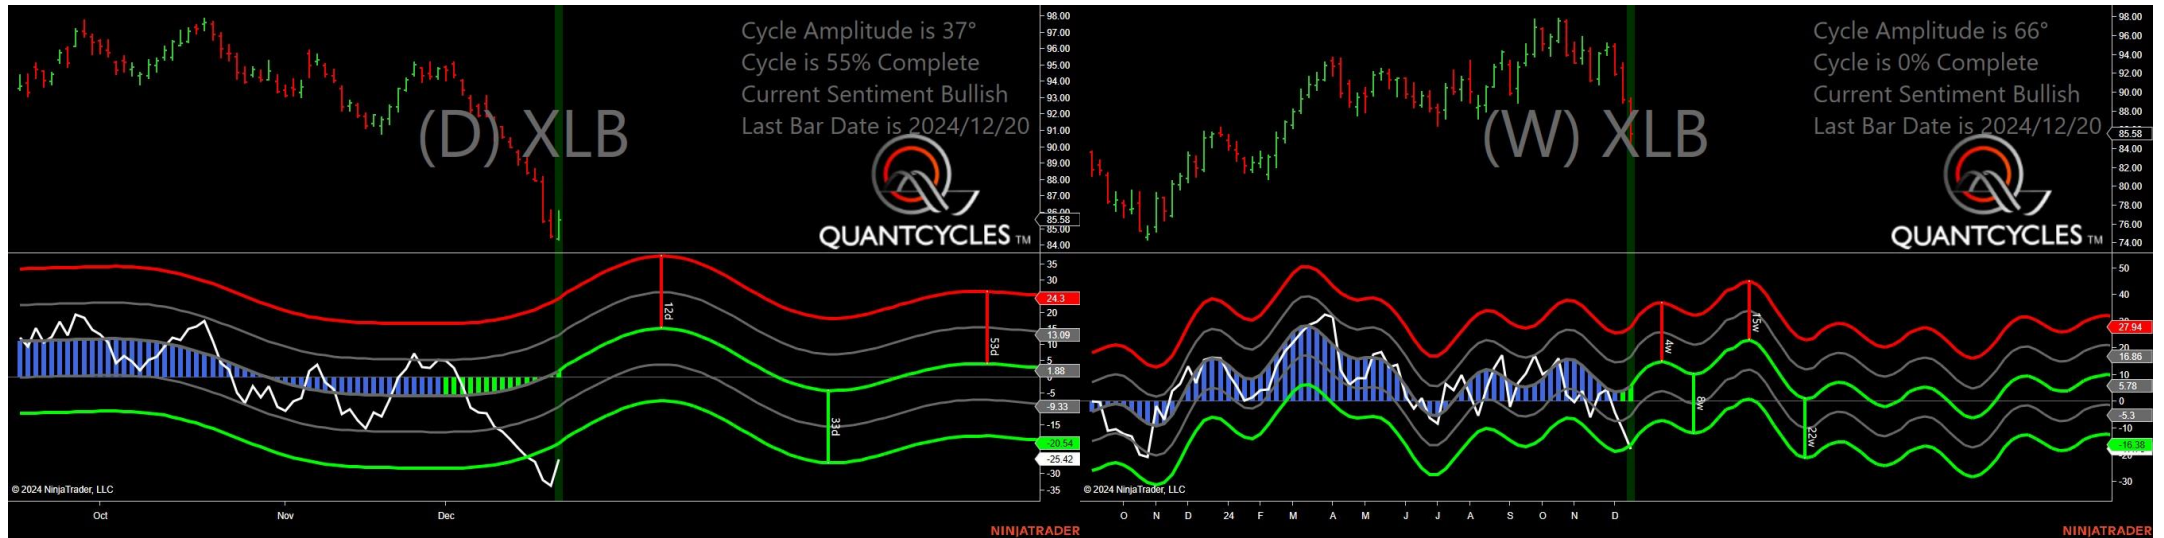 Cycle Amplitude is 37°
Cycle is 55% Complete
Current Sentiment Bullish
Last Bar Date is 2024/12/20
(D) XLB
QUANTCYCLES TM
98.00
97.00
96.00
95.00
94.00
93.00
92.00
91.00
90.00
89.00
88.00
87.00
85.58
85.00
84.00
35
30
24.3
20
15
13.09
10
5
1.88
-5
-9.33
-15
-20.54
-25.42
-30
-35
12d
33d
53d
© 2024 NinjaTrader, LLC
Oct Nov Dec
NINJATRADER
Cycle Amplitude is 66°
Cycle is 0% Complete
Current Sentiment Bullish
Last Bar Date is 2024/12/20
(W) XLB
QUANTCYCLES TM
98.00
96.00
94.00
92.00
90.00
88.00
85.58
84.00
82.00
80.00
78.00
76.00
74.00
50
40
27.94
20
16.86
10
5.78
0
-5.3
-10
-16.38
-30
4w
8w
15w
22w
© 2024 NinjaTrader, LLC
O N D 24 F M A M J J A S O N D
NINJATRADER